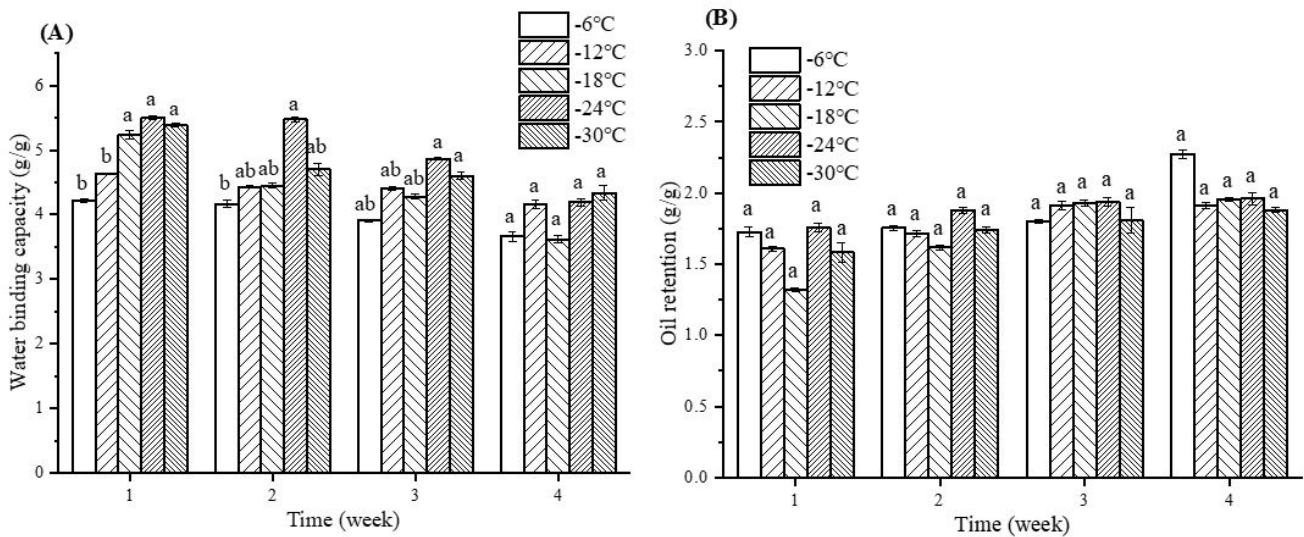 (A)
-6℃
-12℃
-18℃
-24℃
-30℃
Water binding capacity (g/g)
6
5
4
3
2
1
0
b b a a a
b ab ab a ab
ab ab ab a a
a a a a a
1 2 3 4
Time (week)
(B)
-6℃
-12℃
-18℃
-24℃
-30℃
Oil retention (g/g)
3.0
2.5
2.0
1.5
1.0
0.5
0.0
a a a a a
a a a a a
a a a a a
a a a a a
1 2 3 4
Time (week)